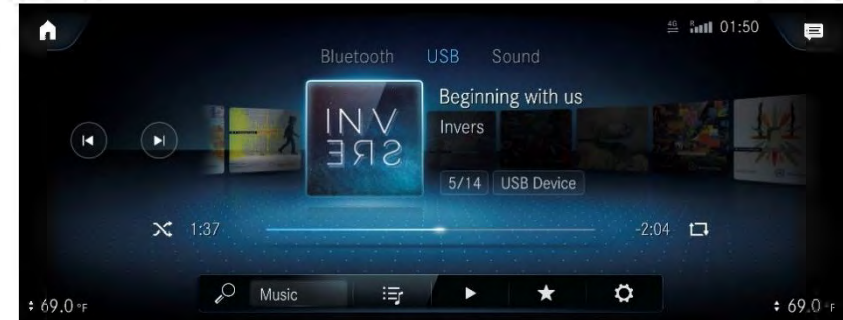 4G R 01:50
Bluetooth USB Sound
Beginning with us
Invers
INV
SRE
5/14 USB Device
1:37 -2:04
Music
69.0 °F 69.0 °F